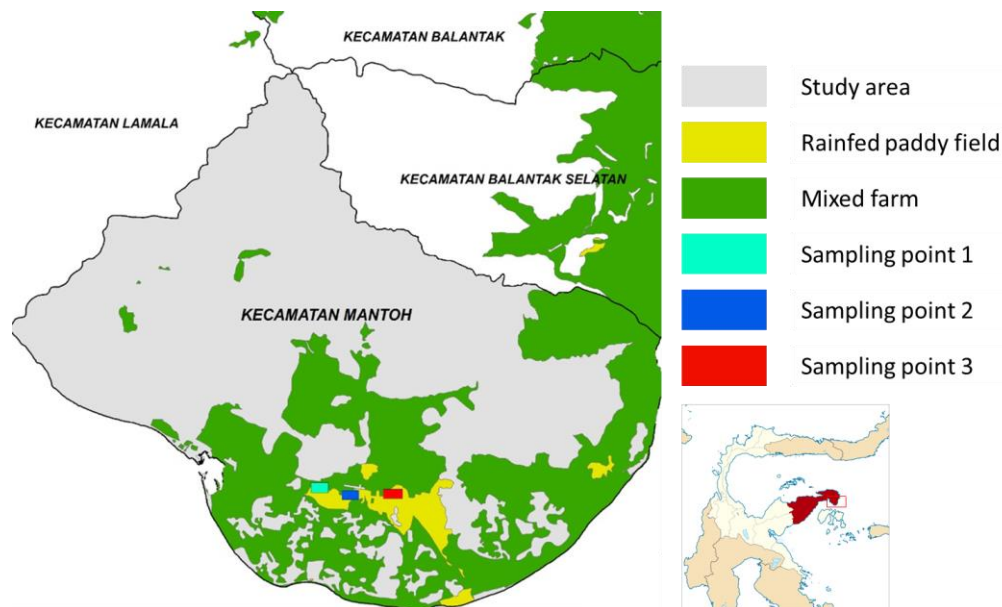 KECAMATAN BALANTAK
KECAMATAN LAMALA
KECAMATAN BALANTAK SELATAN
KECAMATAN MANTOH
Study area
Rainfed paddy field
Mixed farm
Sampling point 1
Sampling point 2
Sampling point 3